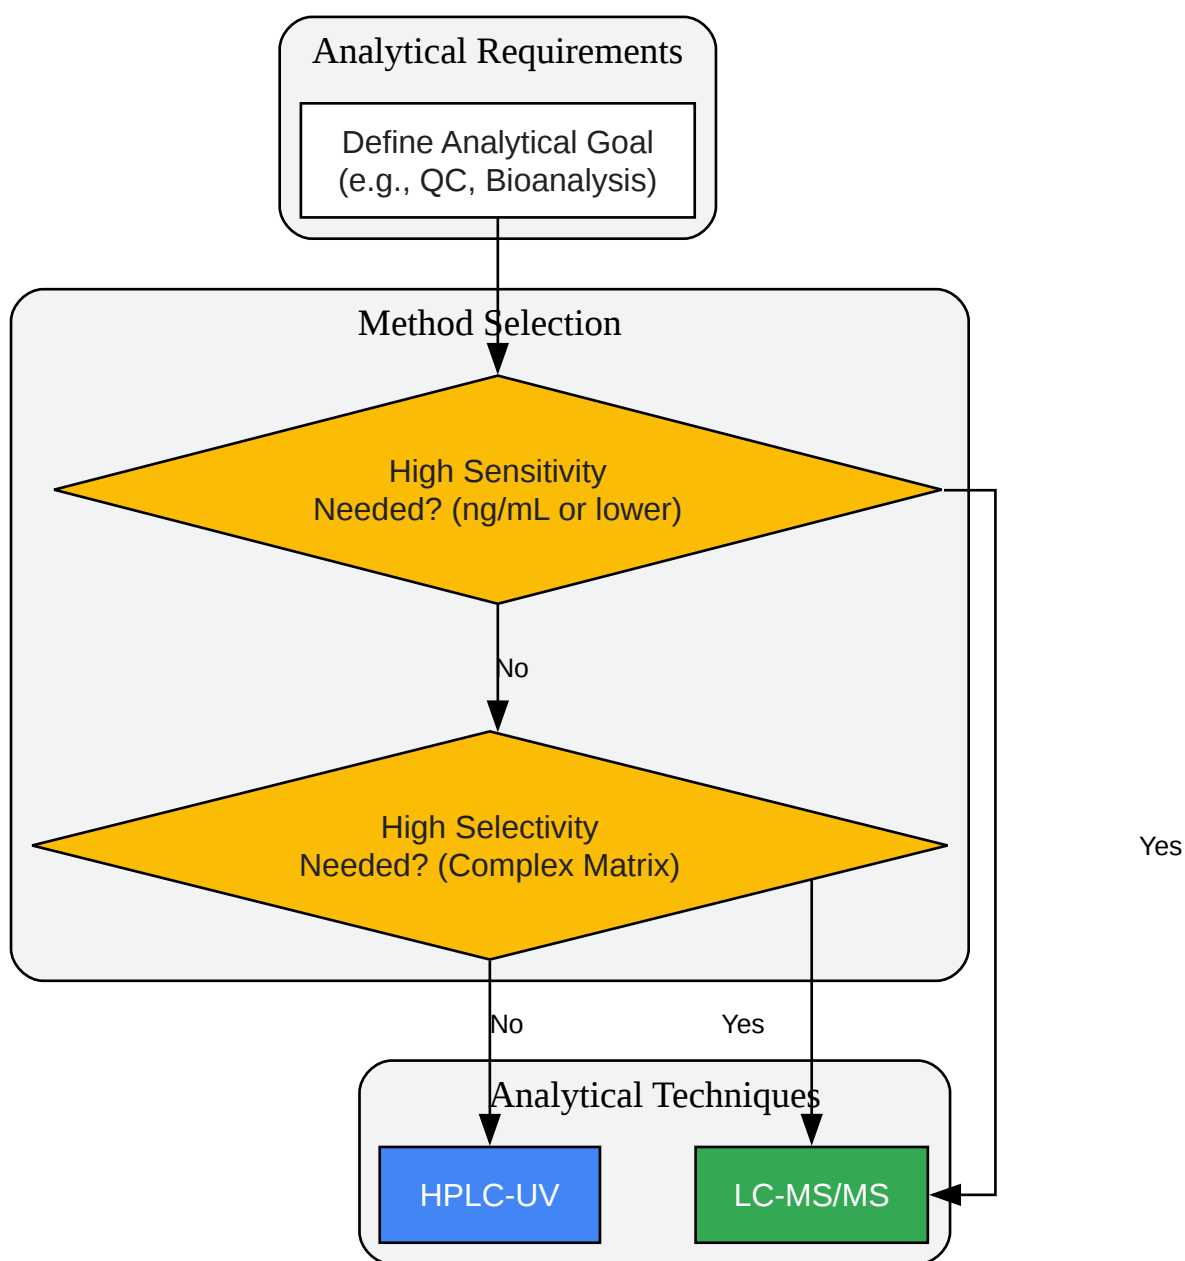 Analytical Requirements
Define Analytical Goal
(e.g., QC, Bioanalysis)
Method Selection
High Sensitivity
Needed? (ng/mL or lower)
No
High Selectivity
Needed? (Complex Matrix)
Yes
No
Yes
Analytical Techniques
HPLC-UV
LC-MS/MS